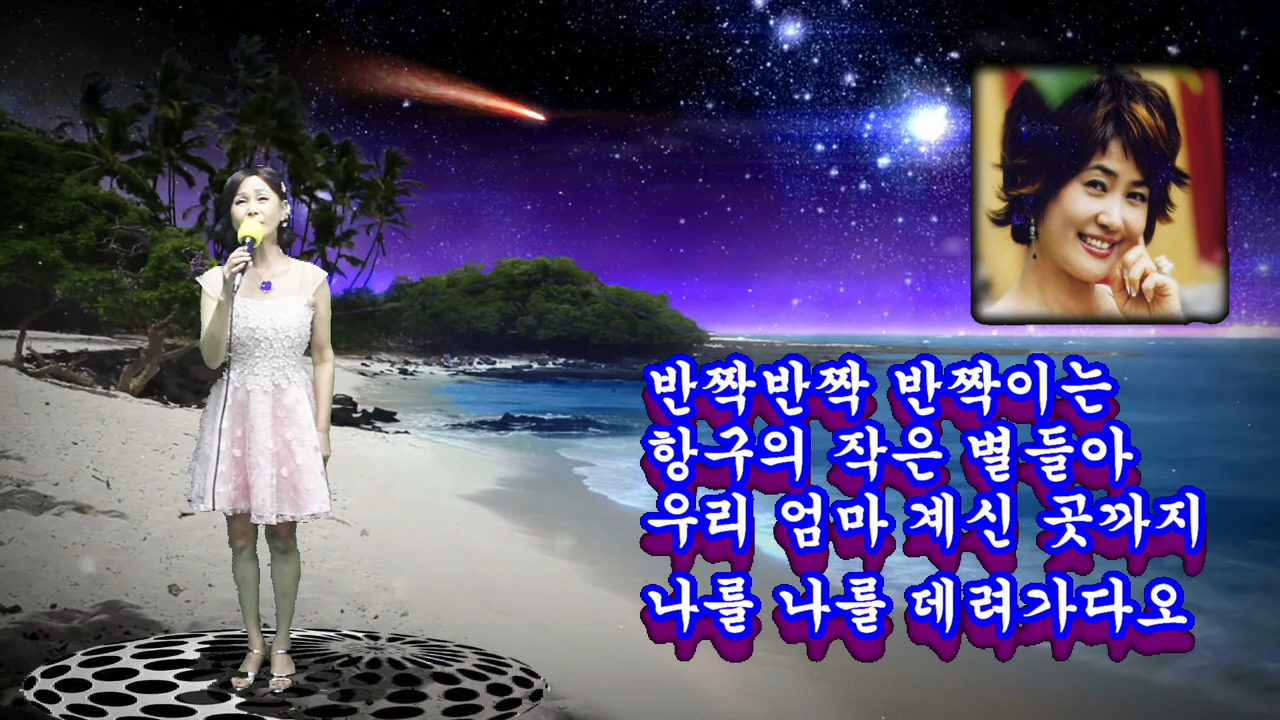 반짝반짝 반짝이는
항구의 작은 별들아
우리 엄마 계신 곳까지
나를 나를 데려가다오